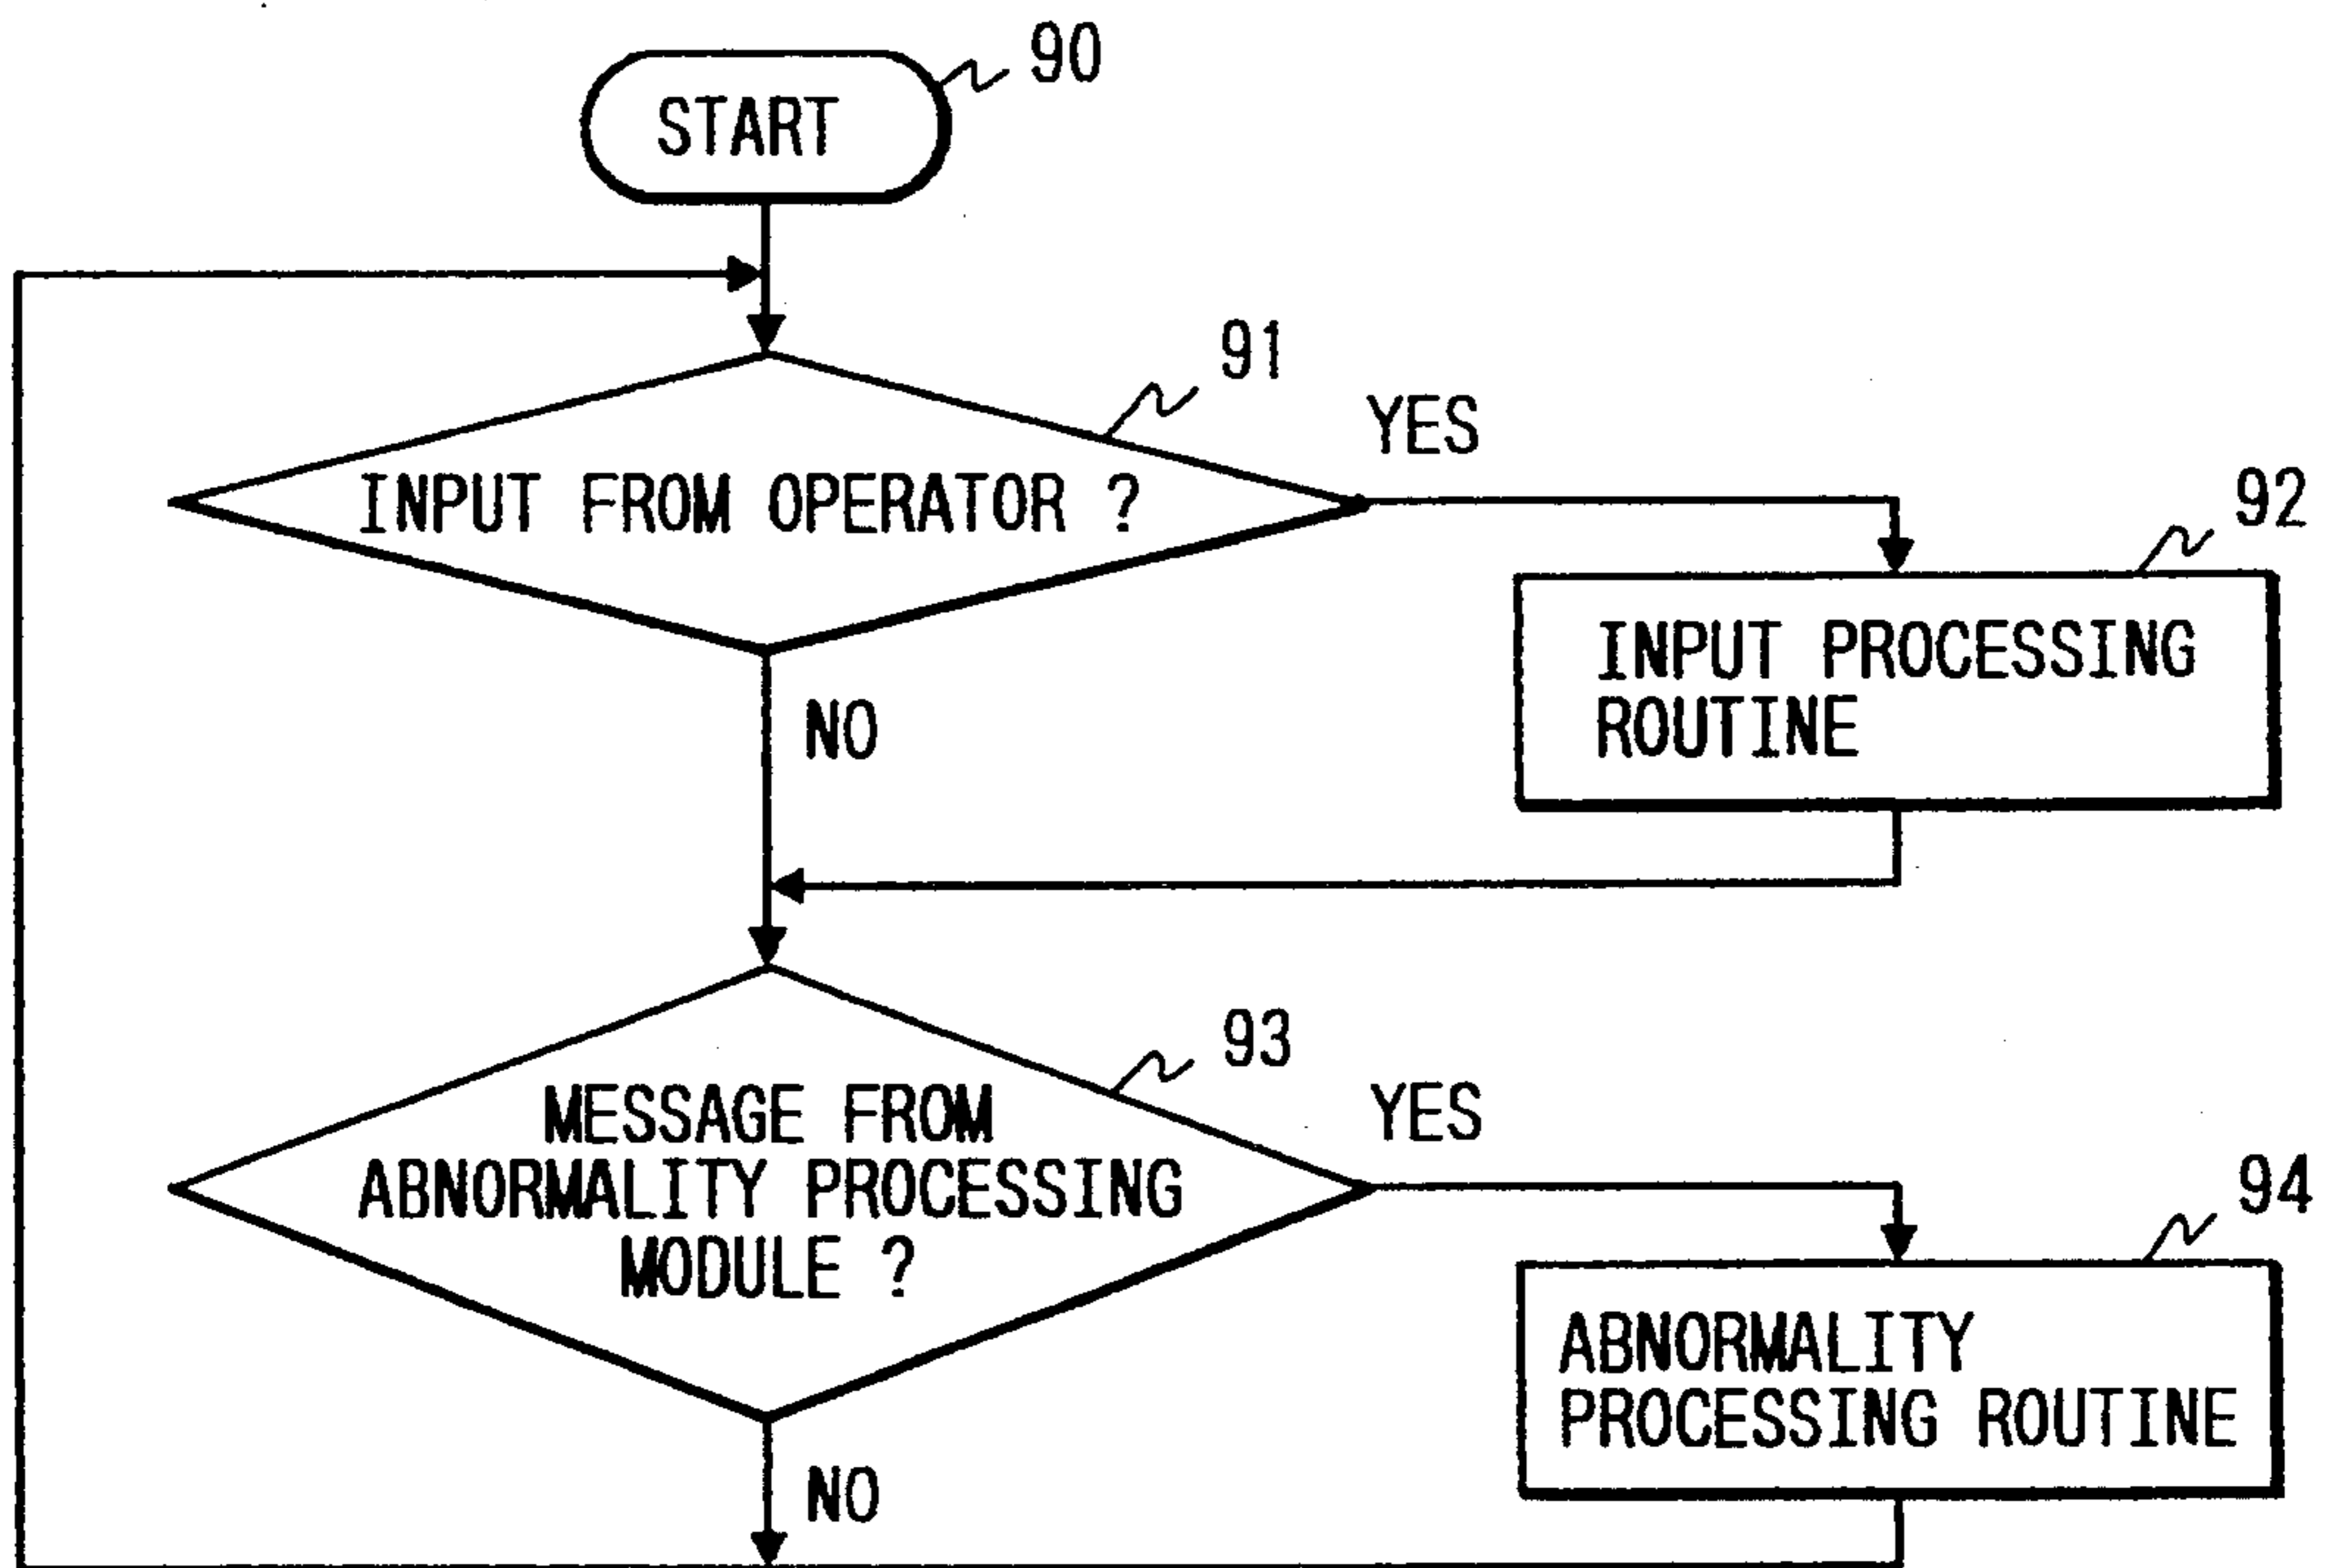 90
START
91
YES
INPUT FROM OPERATOR ?
92
INPUT PROCESSING
ROUTINE
NO
93
YES
MESSAGE FROM
ABNORMALITY PROCESSING
MODULE ?
94
ABNORMALITY
PROCESSING ROUTINE
NO